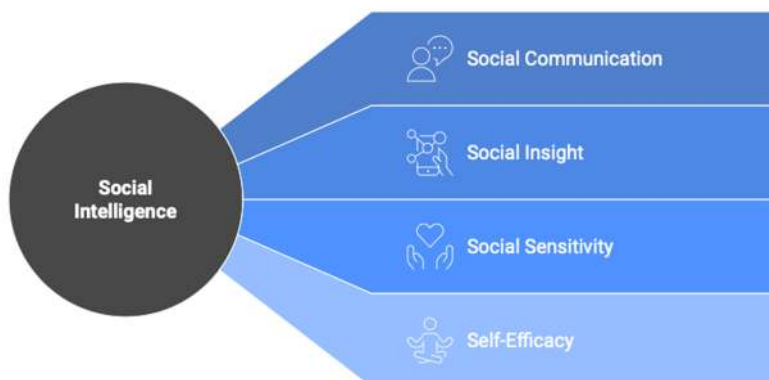 Social
Intelligence
Social Communication
Social Insight
Social Sensitivity
Self-Efficacy